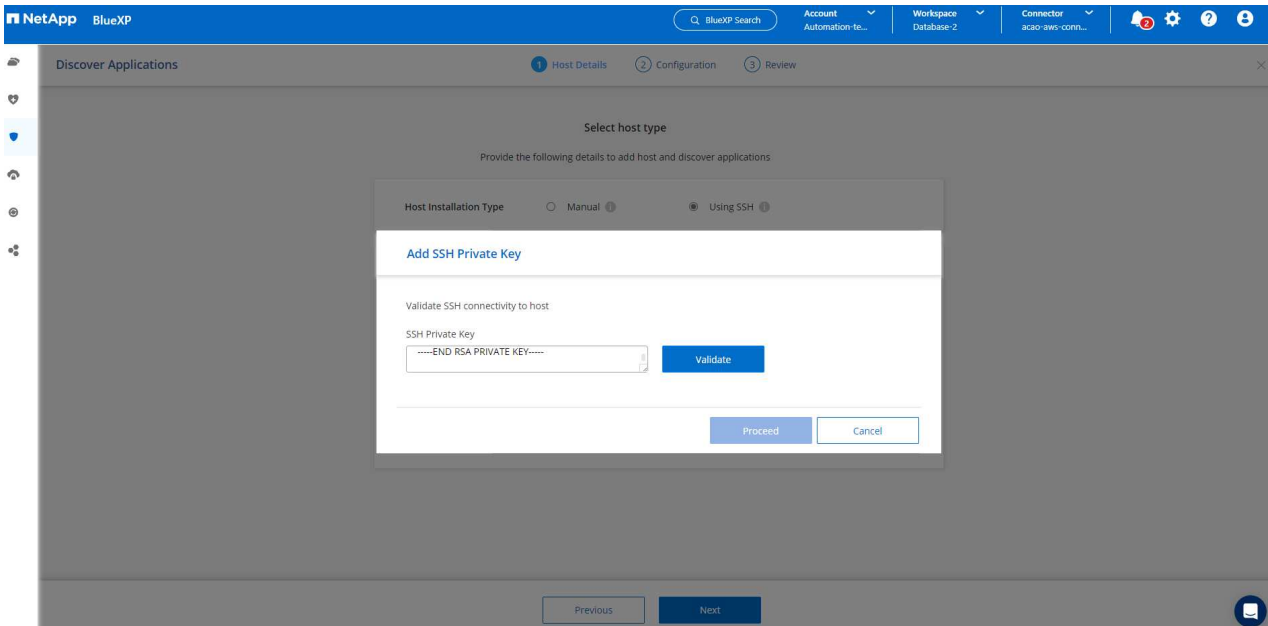 NetApp BlueXP
BlueXP Search
Account
Automation-te...
Workspace
Database-2
Connector
acao-aws-conn...
2
Discover Applications
1 Host Details 2 Configuration 3 Review
Select host type
Provide the following details to add host and discover applications
Host Installation Type Manual Using SSH
Add SSH Private Key
Validate SSH connectivity to host
SSH Private Key
-----END RSA PRIVATE KEY-----
Validate
Proceed Cancel
Previous Next